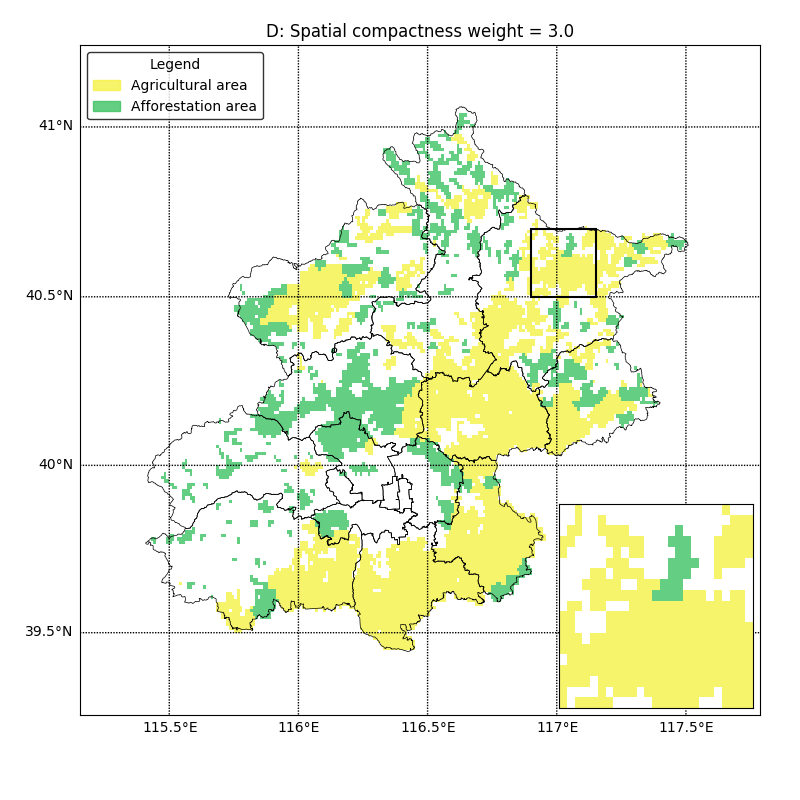 D: Spatial compactness weight = 3.0
Legend
Agricultural area
Afforestation area
41°N
40.5°N
40°N
39.5°N
115.5°E 116°E 116.5°E 117°E 117.5°E